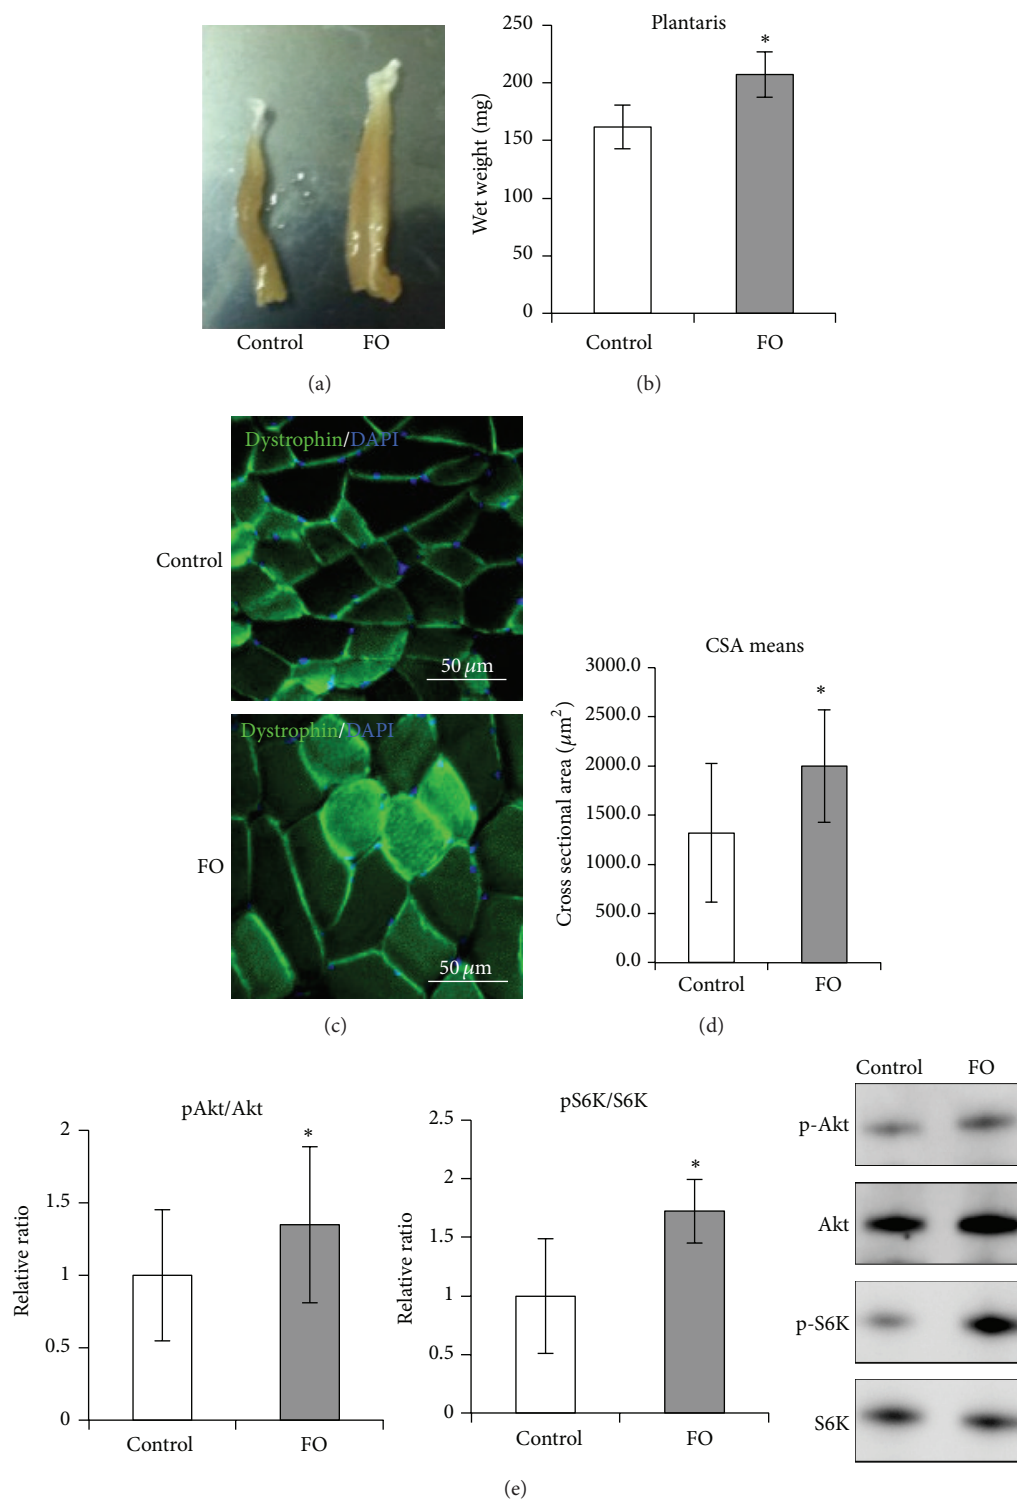 Control FO
(a)
Plantaris
Wet weight (mg)
250
200
150
100
50
0
*
Control FO
(b)
Dystrophin/DAPI
Control
50 µm
Dystrophin/DAPI
FO
50 µm
(c)
CSA means
Cross sectional area (µm²)
3000.0
2500.0
2000.0
1500.0
1000.0
500.0
0.0
*
Control FO
(d)
pAkt/Akt
Relative ratio
2
1.5
1
0.5
0
*
Control FO
pS6K/S6K
Relative ratio
2.5
2
1.5
1
0.5
0
*
Control FO
Control FO
p-Akt
Akt
p-S6K
S6K
(e)